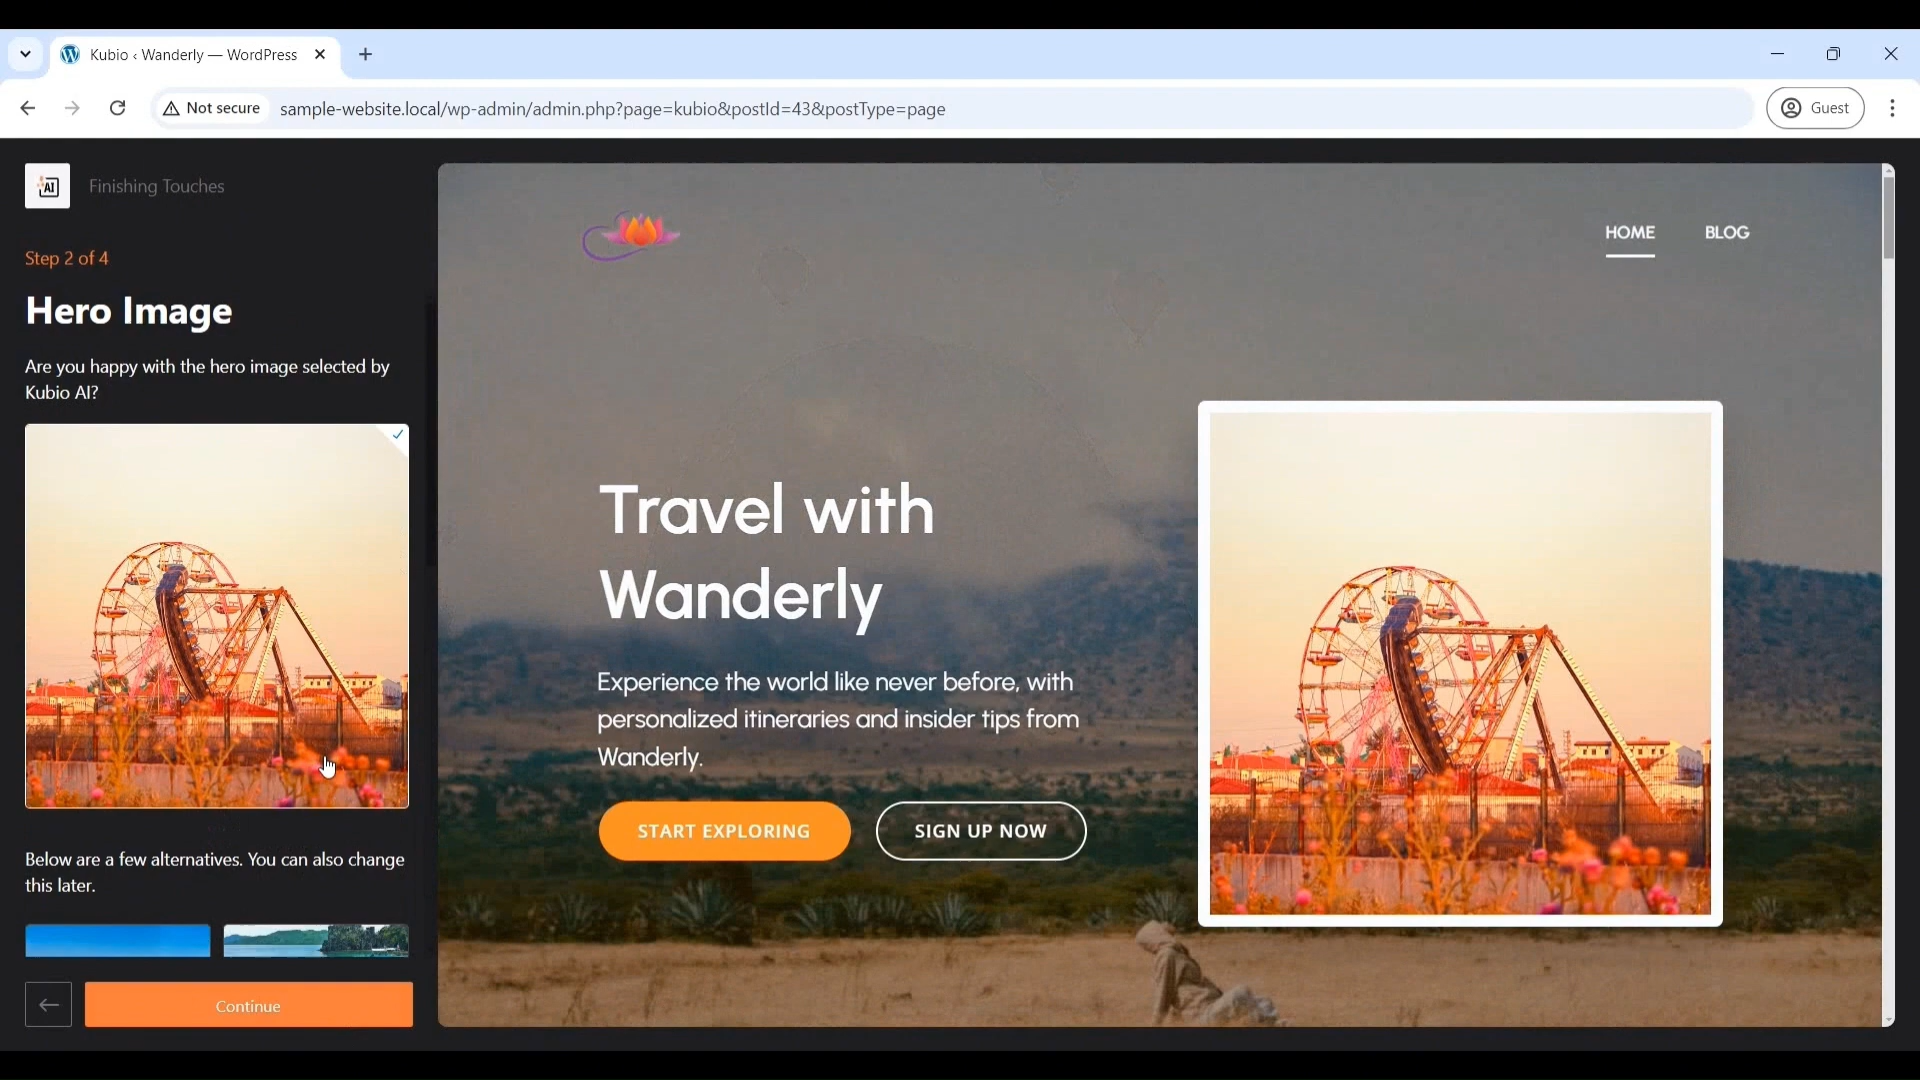 Kubio ‹ Wanderly — WordPress
Not secure
sample-website.local/wp-admin/admin.php?page=kubio&postId=43&postType=page
Guest
AI
Finishing Touches
Step 2 of 4
Hero Image
Are you happy with the hero image selected by
Kubio AI?
Below are a few alternatives. You can also change
this later.
Continue
HOME
BLOG
Travel with
Wanderly
Experience the world like never before, with
personalized itineraries and insider tips from
Wanderly.
START EXPLORING
SIGN UP NOW